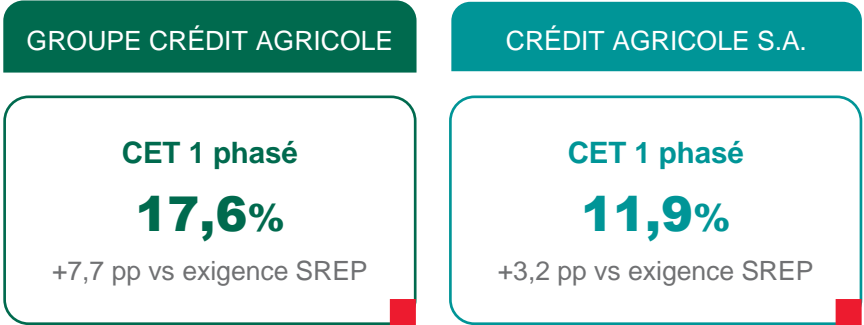 GROUPE CRÉDIT AGRICOLE
CET 1 phasé
17,6%
+7,7 pp vs exigence SREP
CRÉDIT AGRICOLE S.A.
CET 1 phasé
11,9%
+3,2 pp vs exigence SREP